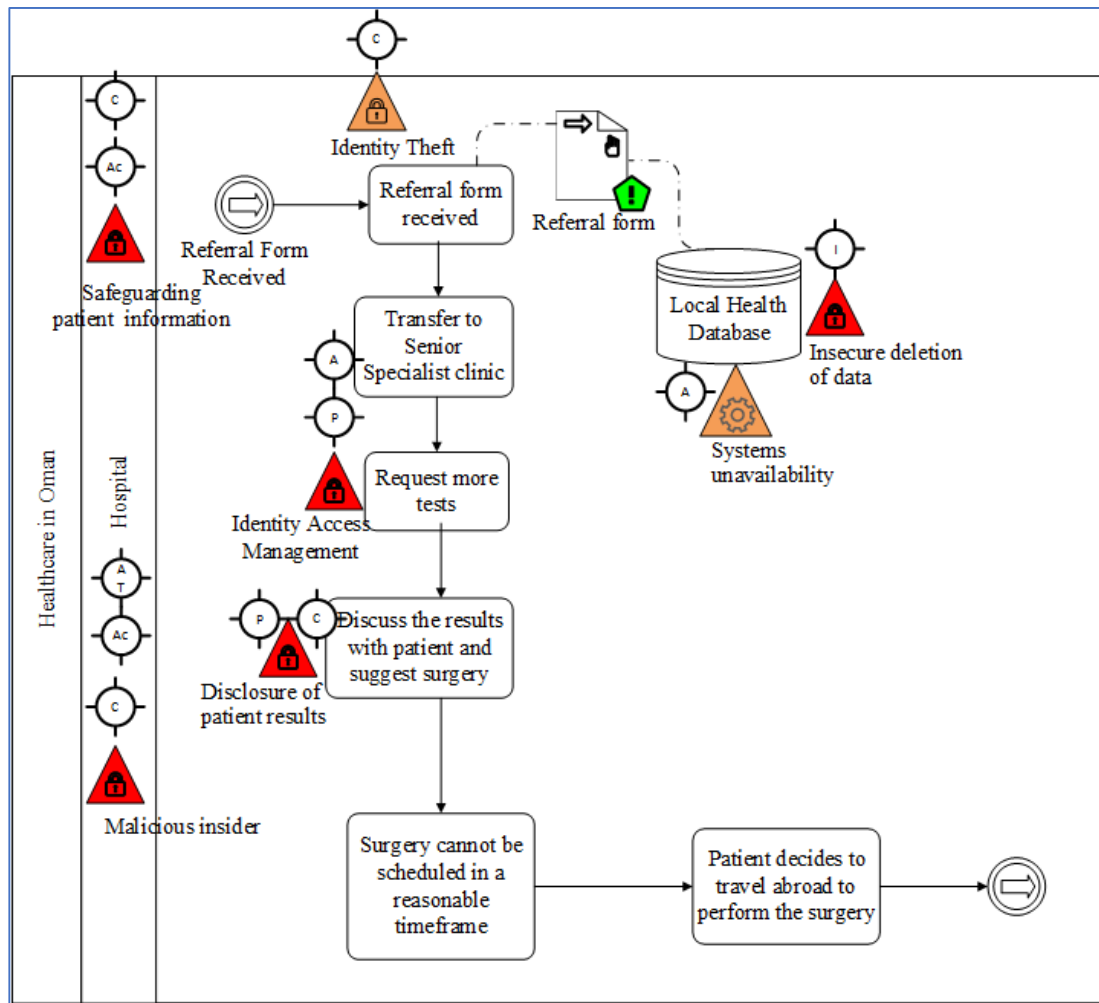 C
Identity Theft
C
Ac
Safeguarding
patient information
Referral Form
Received
Referral form
received
!
Referral form
I
Local Health
Database
Insecure deletion
of data
A
Systems
unavailability
Transfer to
Senior
Specialist clinic
A
P
Request more
tests
Identity Access
Management
Healthcare in Oman
Hospital
A
T
Ac
C
Malicious insider
P
C
Discuss the results
with patient and
suggest surgery
Disclosure of
patient results
Surgery cannot be
scheduled in a
reasonable
timeframe
Patient decides to
travel abroad to
perform the surgery